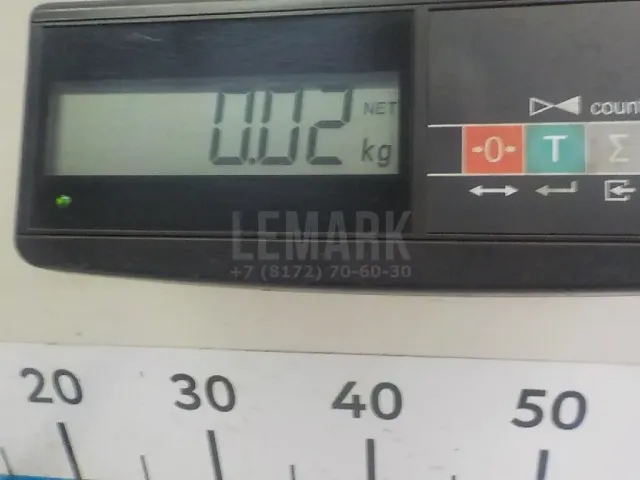 0.02 NET
kg
count
→0← T Σ
LEMARK
+7 (8172) 70-60-30
20 30 40 50